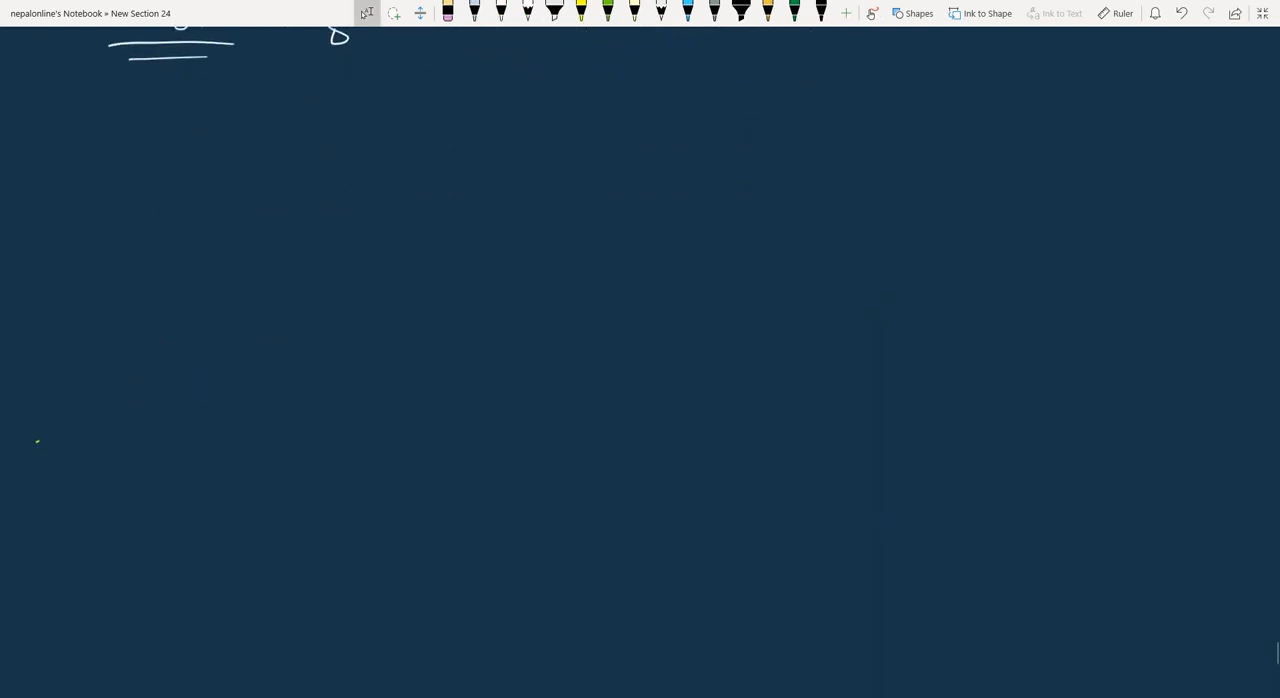 nepalonline's Notebook » New Section 24
Shapes
Ink to Shape
Ink to Text
Ruler